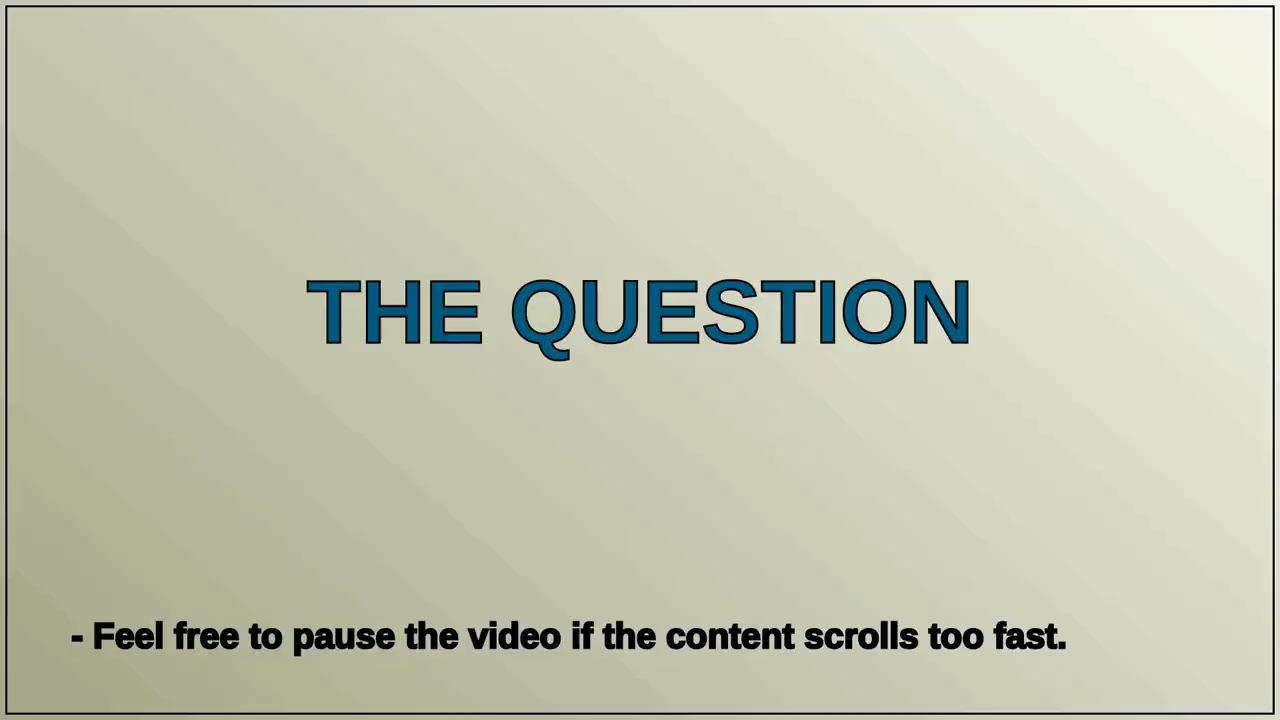 THE QUESTION
- Feel free to pause the video if the content scrolls too fast.